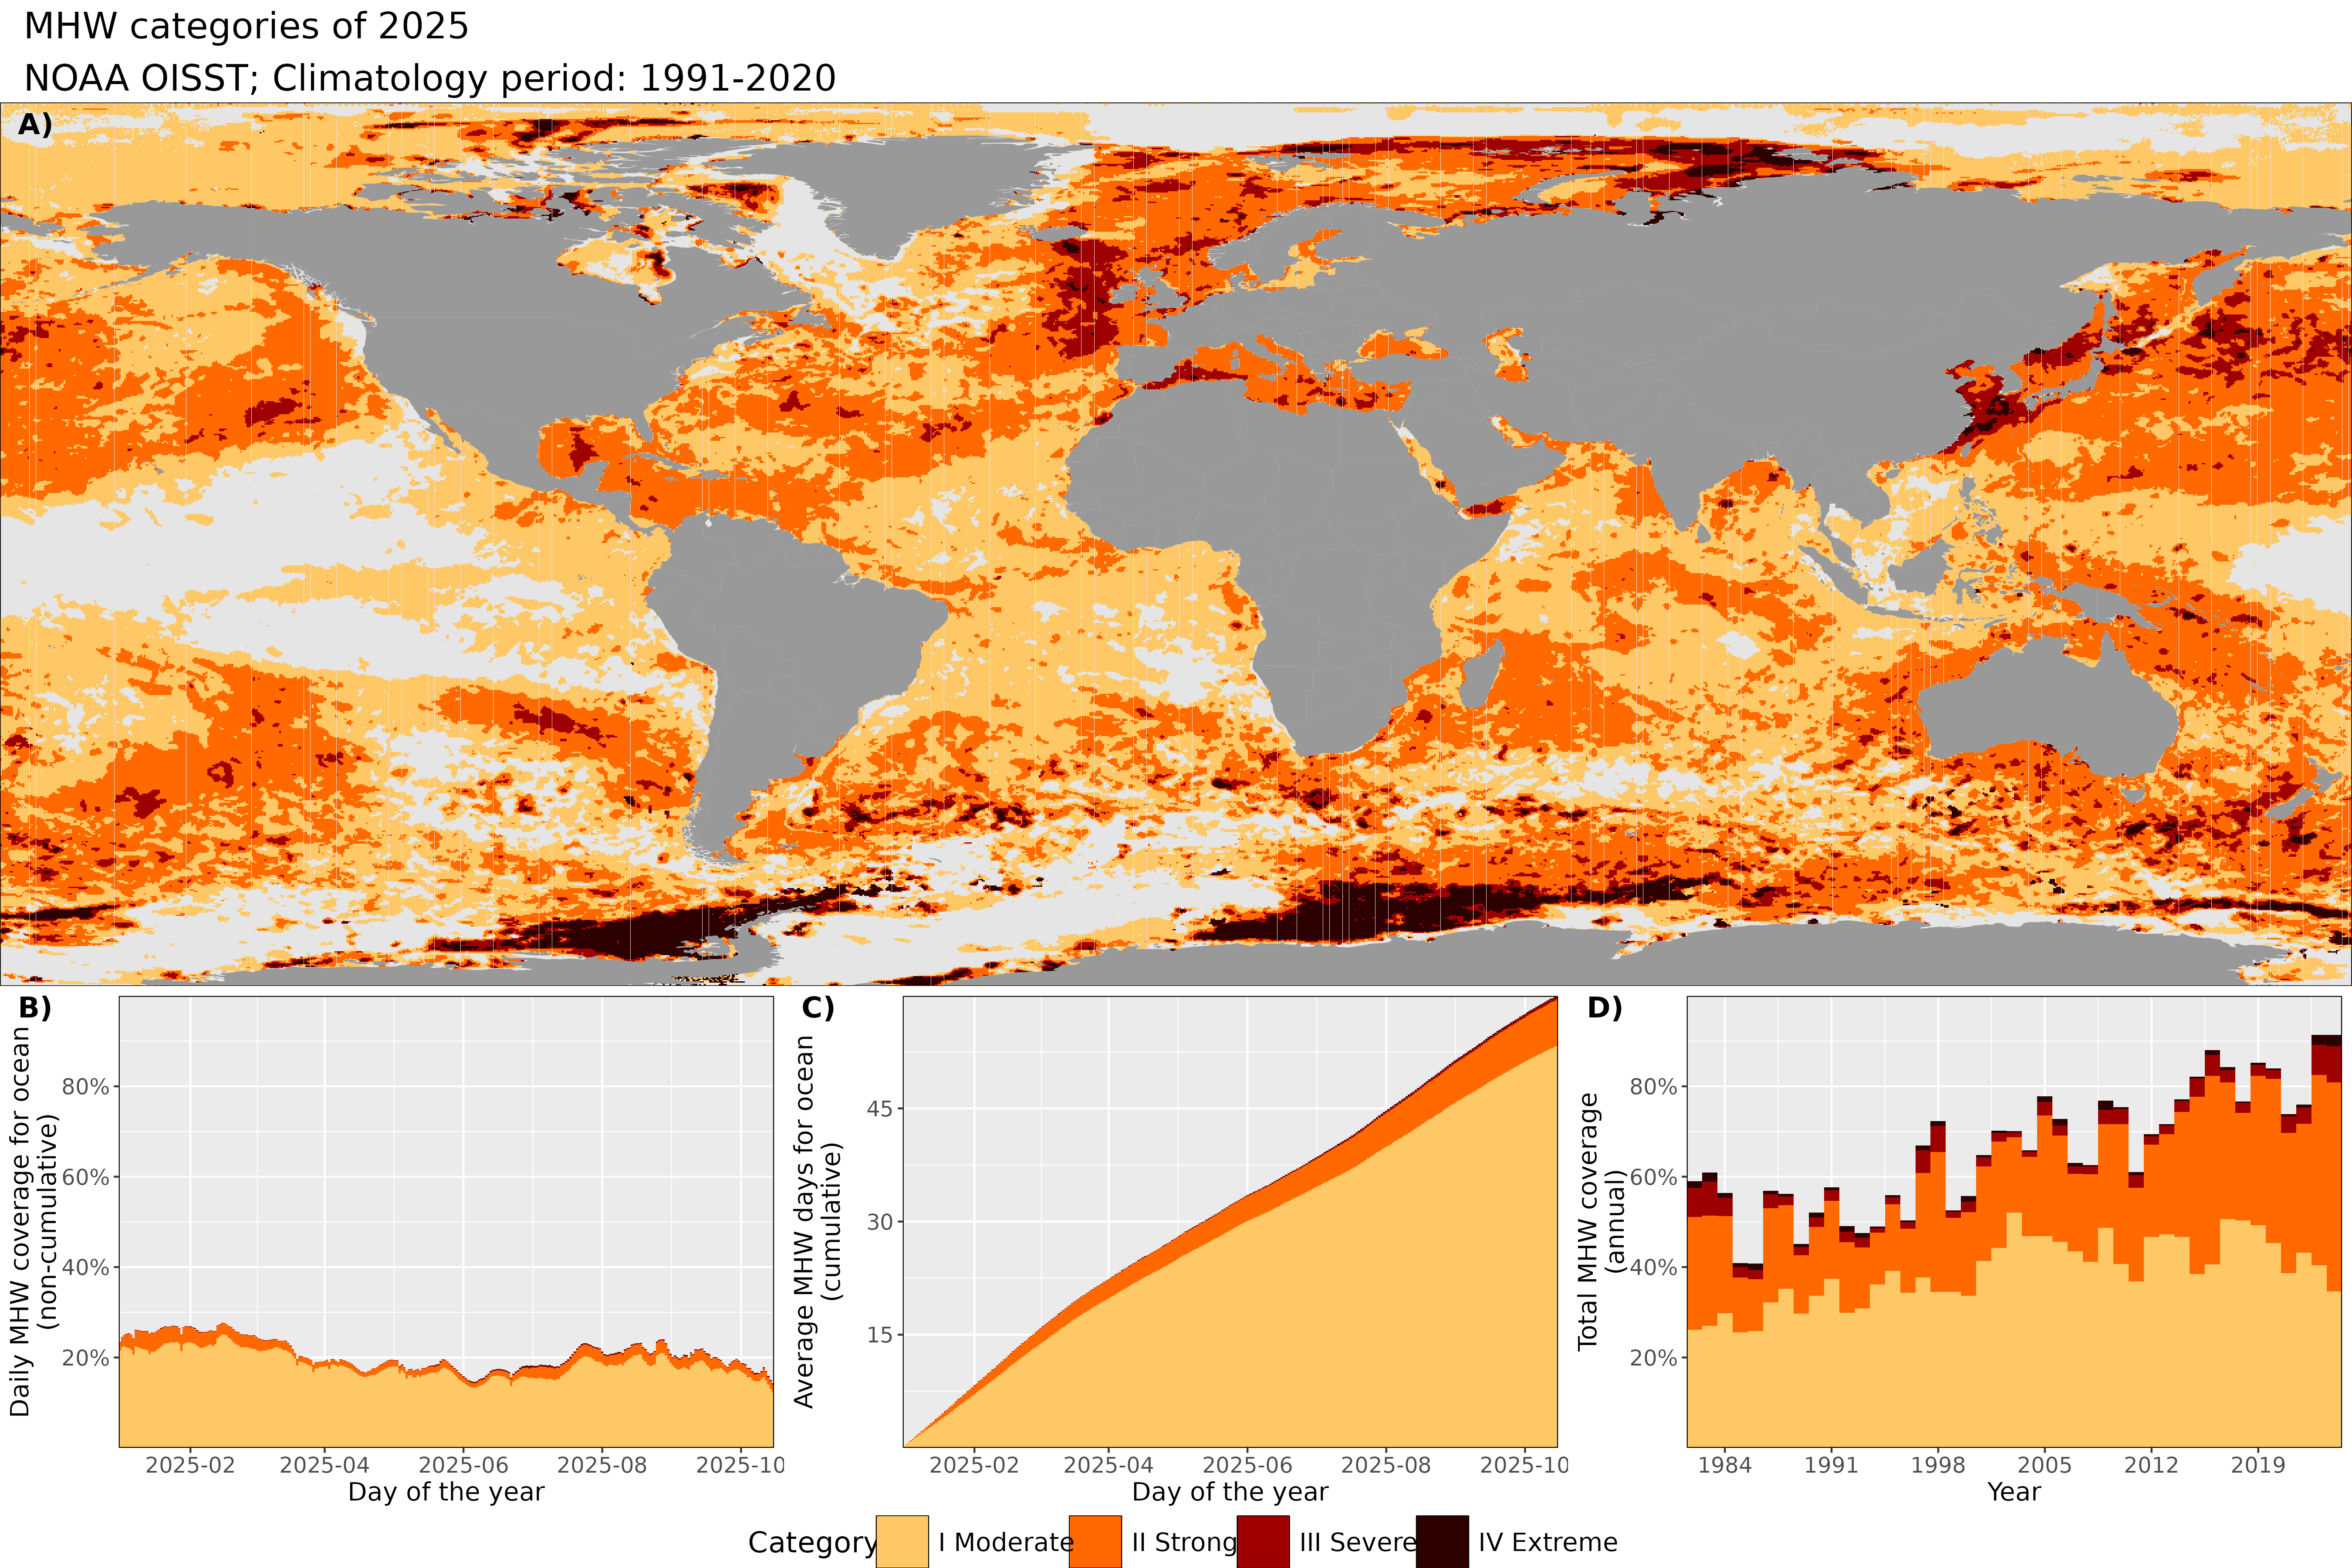 MHW categories of 2025
NOAA OISST; Climatology period: 1991-2020
A)
B)
Daily MHW coverage for ocean
(non-cumulative)
80%
60%
40%
20%
2025-02
2025-04
2025-06
2025-08
2025-10
Day of the year
C)
Average MHW days for ocean
(cumulative)
45
30
15
2025-02
2025-04
2025-06
2025-08
2025-10
Day of the year
D)
Total MHW coverage
(annual)
80%
60%
40%
20%
1984
1991
1998
2005
2012
2019
Year
Category
I Moderate
II Strong
III Severe
IV Extreme